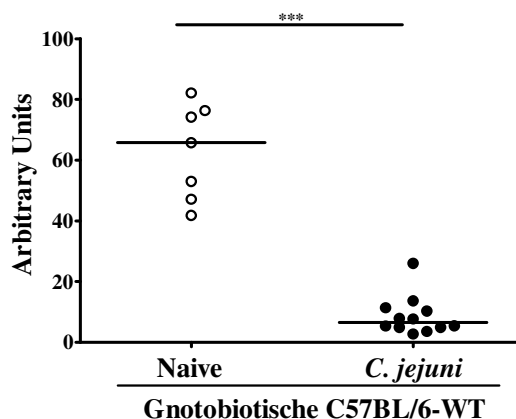 ***
100
80
60
40
20
0
Arbitrary Units
Naive C. jejuni
Gnotobiotische C57BL/6-WT